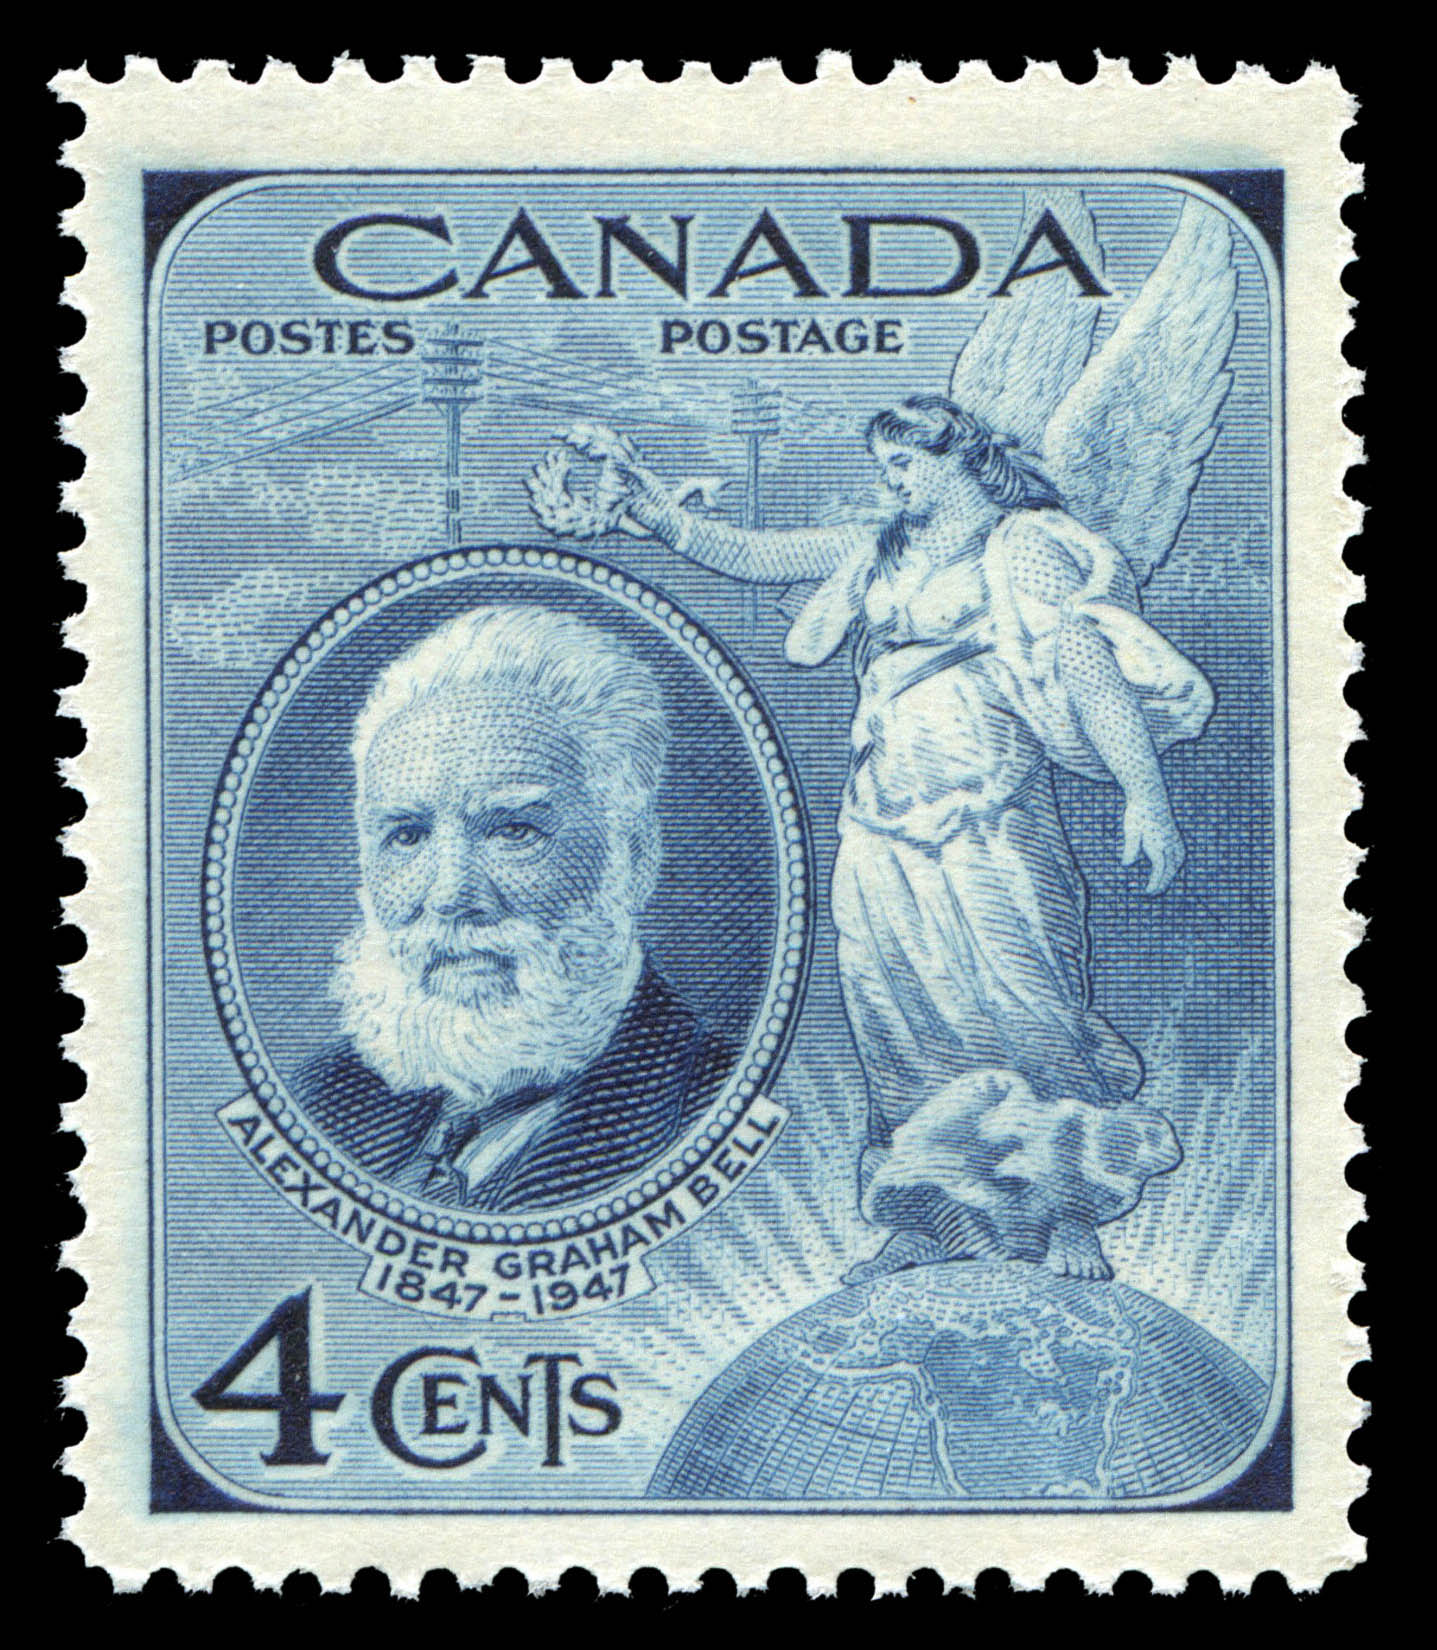 CANADA
POSTES POSTAGE
ALEXANDER GRAHAM BELL
1847-1947
4 CENTS